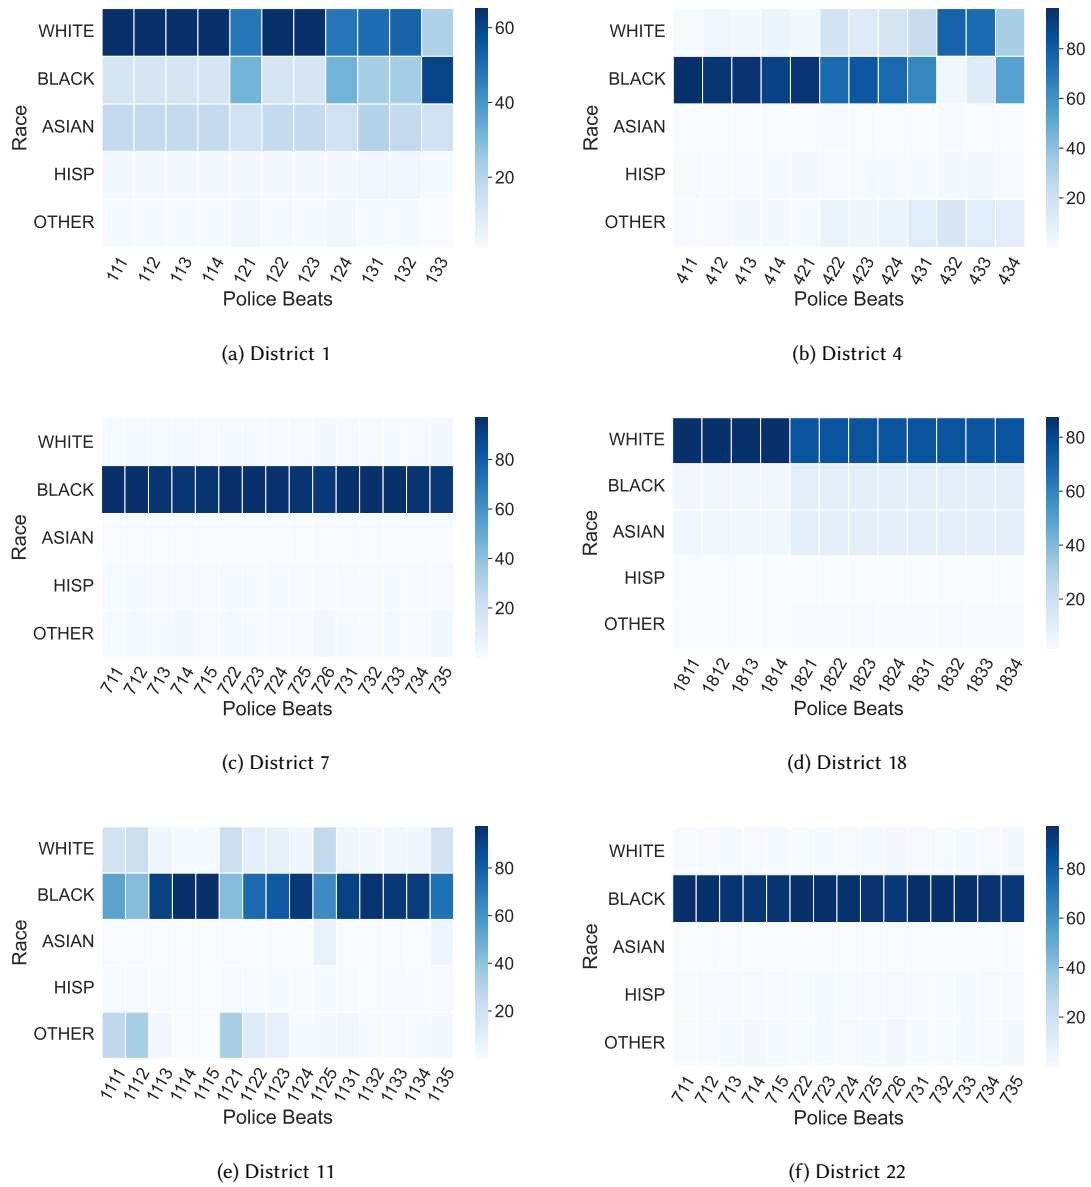 WHITE
BLACK
ASIAN
HISP
OTHER
Race
111 112 113 114 121 122 123 124 131 132 133
Police Beats
60
40
20
(a) District 1
WHITE
BLACK
ASIAN
HISP
OTHER
Race
411 412 413 414 421 422 423 424 431 432 433 434
Police Beats
80
60
40
20
(b) District 4
WHITE
BLACK
ASIAN
HISP
OTHER
Race
711 712 713 714 715 722 723 724 725 726 731 732 733 734 735
Police Beats
80
60
40
20
(c) District 7
WHITE
BLACK
ASIAN
HISP
OTHER
Race
1811 1812 1813 1814 1821 1822 1823 1824 1831 1832 1833 1834
Police Beats
80
60
40
20
(d) District 18
WHITE
BLACK
ASIAN
HISP
OTHER
Race
1111 1112 1113 1114 1115 1121 1122 1123 1124 1125 1131 1132 1133 1134 1135
Police Beats
80
60
40
20
(e) District 11
WHITE
BLACK
ASIAN
HISP
OTHER
Race
711 712 713 714 715 722 723 724 725 726 731 732 733 734 735
Police Beats
80
60
40
20
(f) District 22